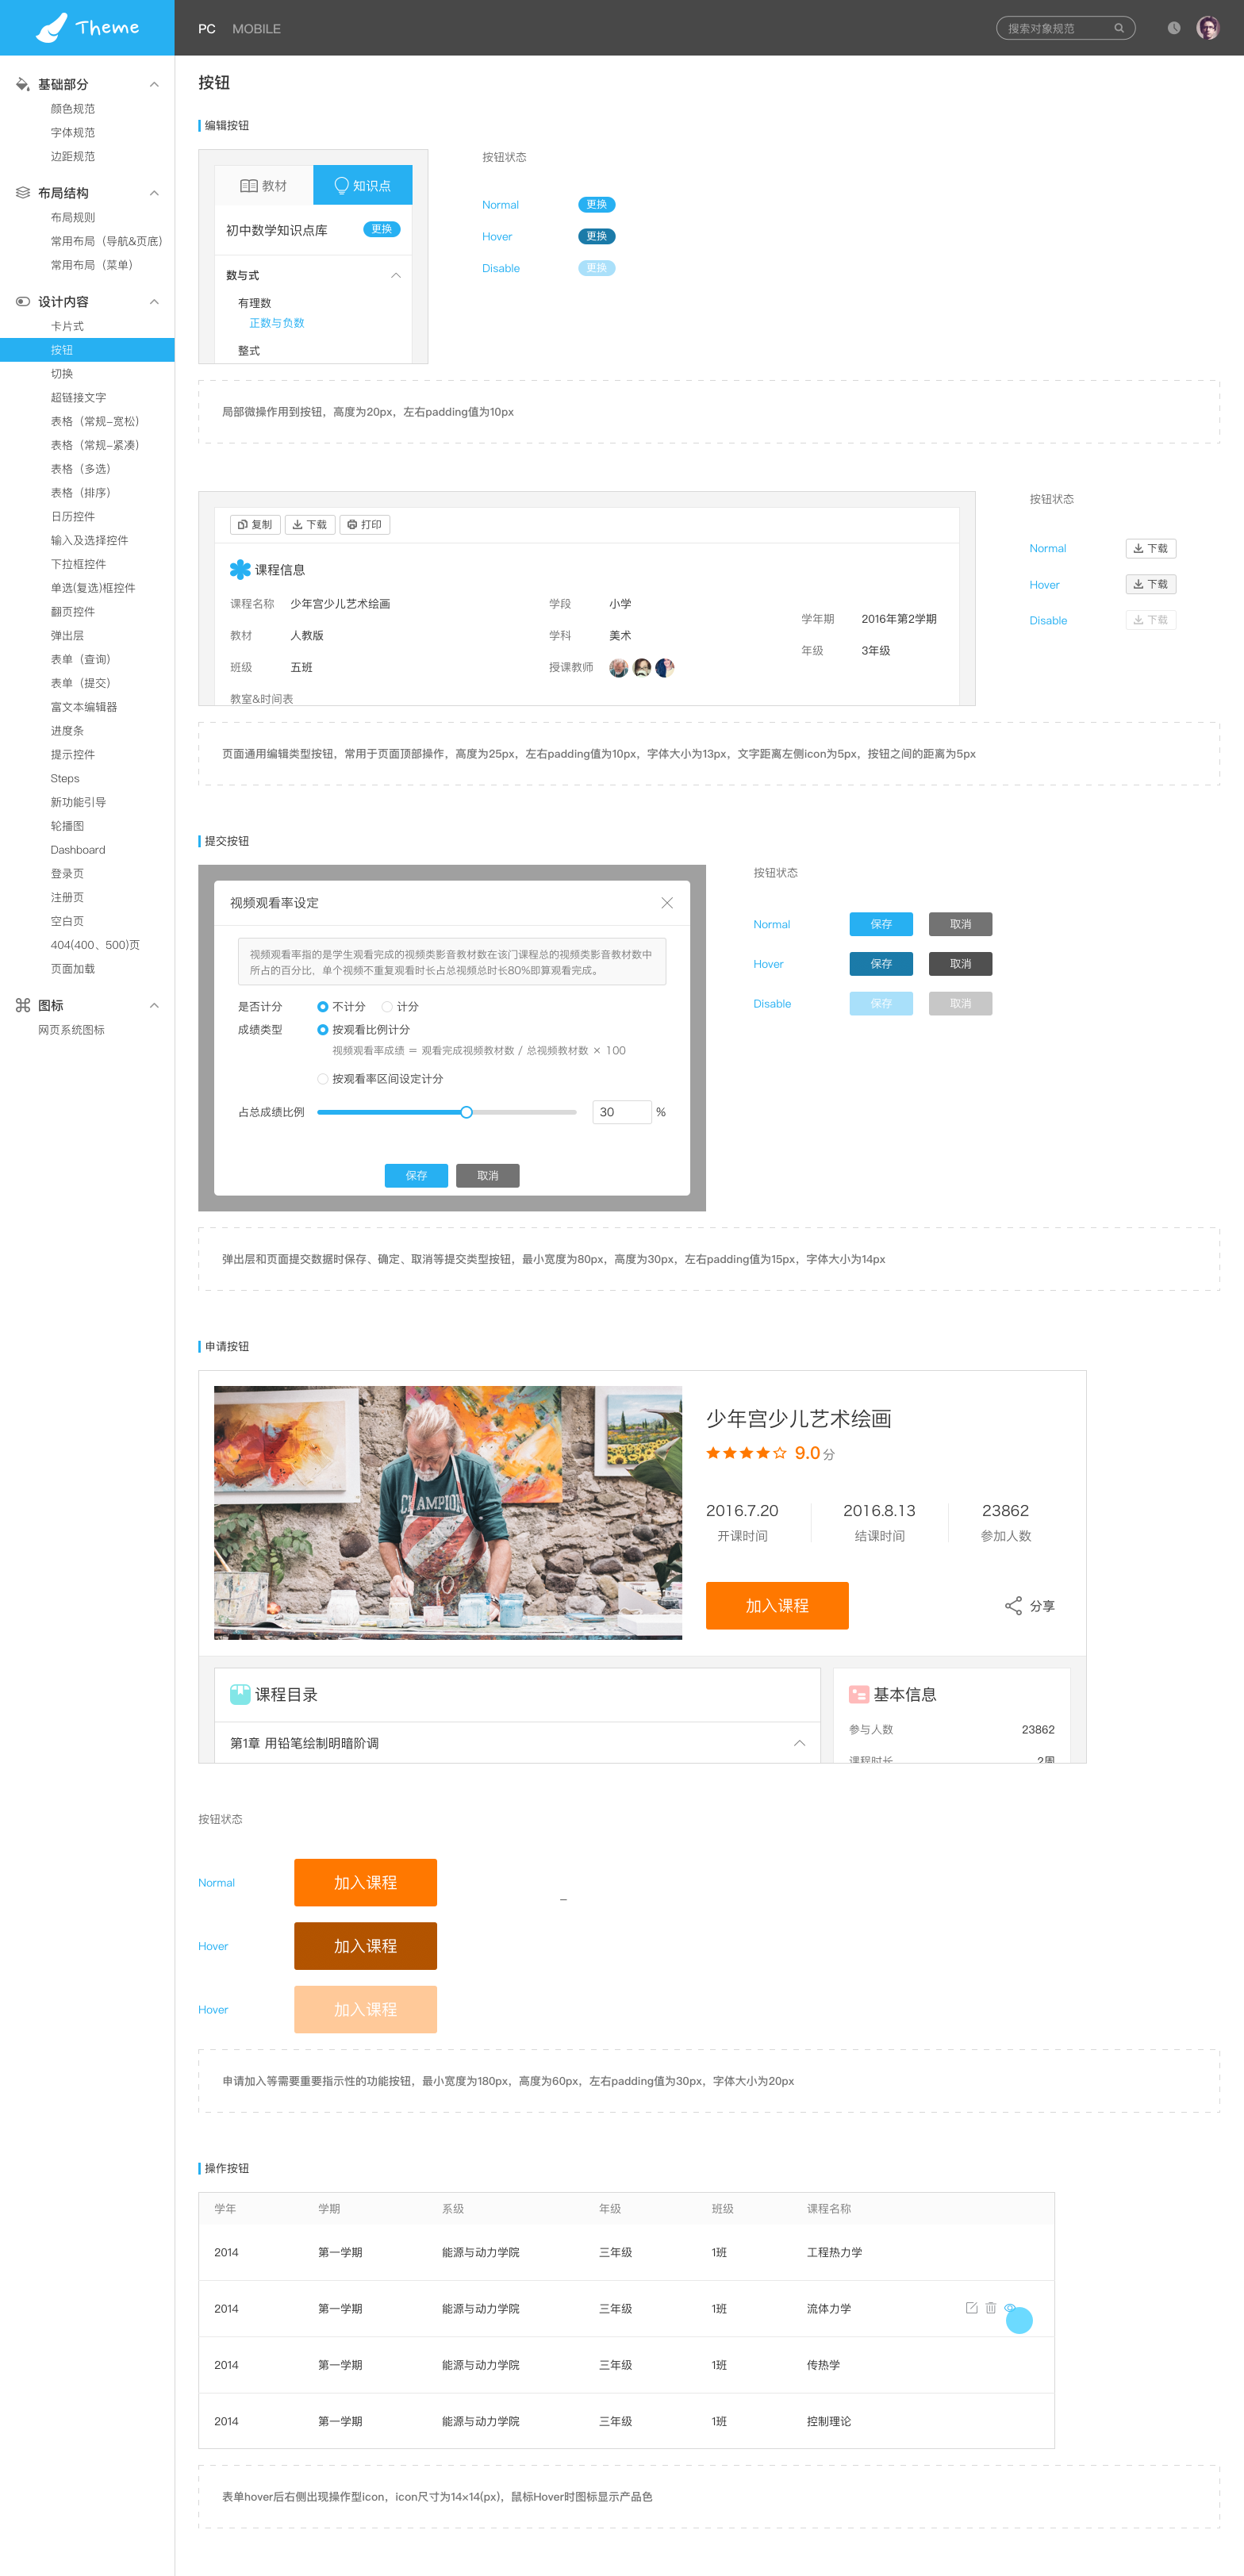 Theme
PC MOBILE
搜索对象规范
基础部分
颜色规范
字体规范
边距规范
布局结构
布局规则
常用布局（导航&页底）
常用布局（菜单）
设计内容
卡片式
按钮
切换
超链接文字
表格（常规-宽松）
表格（常规-紧凑）
表格（多选）
表格（排序）
日历控件
输入及选择控件
下拉框控件
单选(复选)框控件
翻页控件
弹出层
表单（查询）
表单（提交）
富文本编辑器
进度条
提示控件
Steps
新功能引导
轮播图
Dashboard
登录页
注册页
空白页
404(400、500)页
页面加载
图标
网页系统图标
按钮
编辑按钮
教材 知识点
初中数学知识点库 更换
数与式
有理数
正数与负数
整式
按钮状态
Normal 更换
Hover 更换
Disable 更换
局部微操作用到按钮，高度为20px，左右padding值为10px
复制 下载 打印
课程信息
课程名称 少年宫少儿艺术绘画 学段 小学
学年期 2016年第2学期
教材 人教版 学科 美术
年级 3年级
班级 五班 授课教师
教室&时间表
按钮状态
Normal 下载
Hover 下载
Disable 下载
页面通用编辑类型按钮，常用于页面顶部操作，高度为25px，左右padding值为10px，字体大小为13px，文字距离左侧icon为5px，按钮之间的距离为5px
提交按钮
视频观看率设定
视频观看率指的是学生观看完成的视频类影音教材数在该门课程总的视频类影音教材数中
所占的百分比，单个视频不重复观看时长占总视频总时长80%即算观看完成。
是否计分 不计分 计分
成绩类型 按观看比例计分
视频观看率成绩 = 观看完成视频教材数 / 总视频教材数 × 100
按观看率区间设定计分
占总成绩比例 30 %
保存 取消
按钮状态
Normal 保存 取消
Hover 保存 取消
Disable 保存 取消
弹出层和页面提交数据时保存、确定、取消等提交类型按钮，最小宽度为80px，高度为30px，左右padding值为15px，字体大小为14px
申请按钮
CHAMPION
少年宫少儿艺术绘画
9.0 分
2016.7.20 2016.8.13 23862
开课时间 结课时间 参加人数
加入课程 分享
课程目录
第1章 用铅笔绘制明暗阶调
基本信息
参与人数 23862
课程时长 2周
按钮状态
Normal 加入课程
Hover 加入课程
Hover 加入课程
申请加入等需要重要指示性的功能按钮，最小宽度为180px，高度为60px，左右padding值为30px，字体大小为20px
操作按钮
学年 学期 系级 年级 班级 课程名称
2014 第一学期 能源与动力学院 三年级 1班 工程热力学
2014 第一学期 能源与动力学院 三年级 1班 流体力学
2014 第一学期 能源与动力学院 三年级 1班 传热学
2014 第一学期 能源与动力学院 三年级 1班 控制理论
表单hover后右侧出现操作型icon，icon尺寸为14×14(px)，鼠标Hover时图标显示产品色